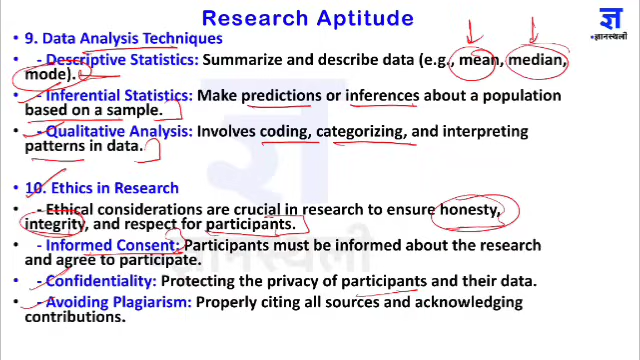 Research Aptitude
ज्ञ
ज्ञानस्थली
9. Data Analysis Techniques
- Descriptive Statistics: Summarize and describe data (e.g., mean, median,
mode).
- Inferential Statistics: Make predictions or inferences about a population
based on a sample.
- Qualitative Analysis: Involves coding, categorizing, and interpreting
patterns in data.
10. Ethics in Research
- Ethical considerations are crucial in research to ensure honesty,
integrity, and respect for participants.
- Informed Consent: Participants must be informed about the research
and agree to participate.
- Confidentiality: Protecting the privacy of participants and their data.
- Avoiding Plagiarism: Properly citing all sources and acknowledging
contributions.
ज्ञ
ज्ञानस्थली